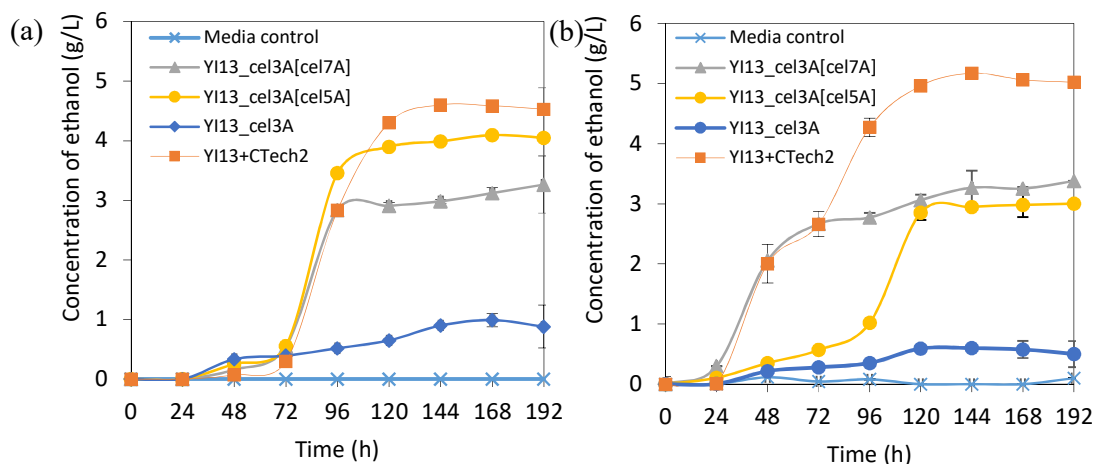 (a)
Concentration of ethanol (g/L)
6
5
4
3
2
1
0
Media control
YI13_cel3A[cel7A]
YI13_cel3A[cel5A]
YI13_cel3A
YI13+CTech2
0 24 48 72 96 120 144 168 192
Time (h)
(b)
Concentration of ethanol (g/L)
6
5
4
3
2
1
0
Media control
YI13_cel3A[cel7A]
YI13_cel3A[cel5A]
YI13_cel3A
YI13+CTech2
0 24 48 72 96 120 144 168 192
Time (h)